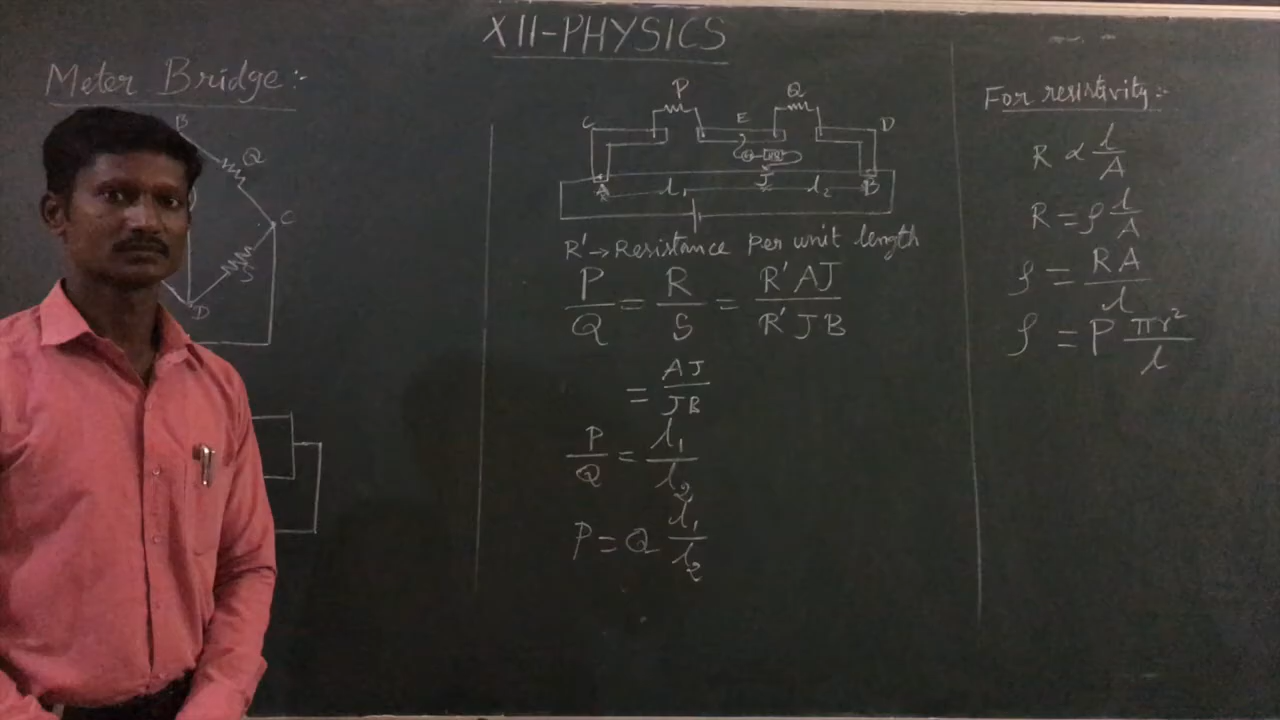 XII-PHYSICS
Meter Bridge:-
B
Q
C
S
D
P Q
C E D
G HR
A l₁ J l₂ B
R' → Resistance per unit length
P/Q = R/S = R'AJ/R'JB
= AJ/JB
P/Q = l₁/l₂
P = Q l₁/l₂
For resistivity:-
R ∝ l/A
R = ρ l/A
ρ = RA/l
ρ = P πr²/l